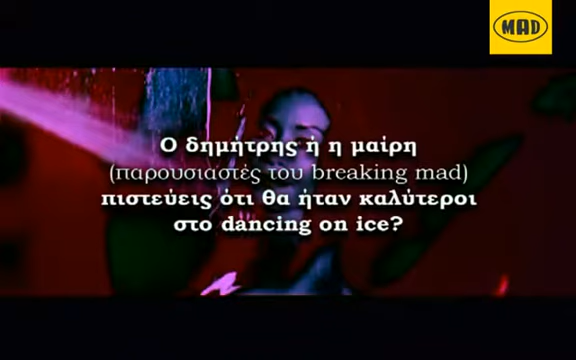 MAD
Ο δημήτρης ή η μαίρη
(παρουσιαστές του breaking mad)
πιστεύεις ότι θα ήταν καλύτεροι
στο dancing on ice?